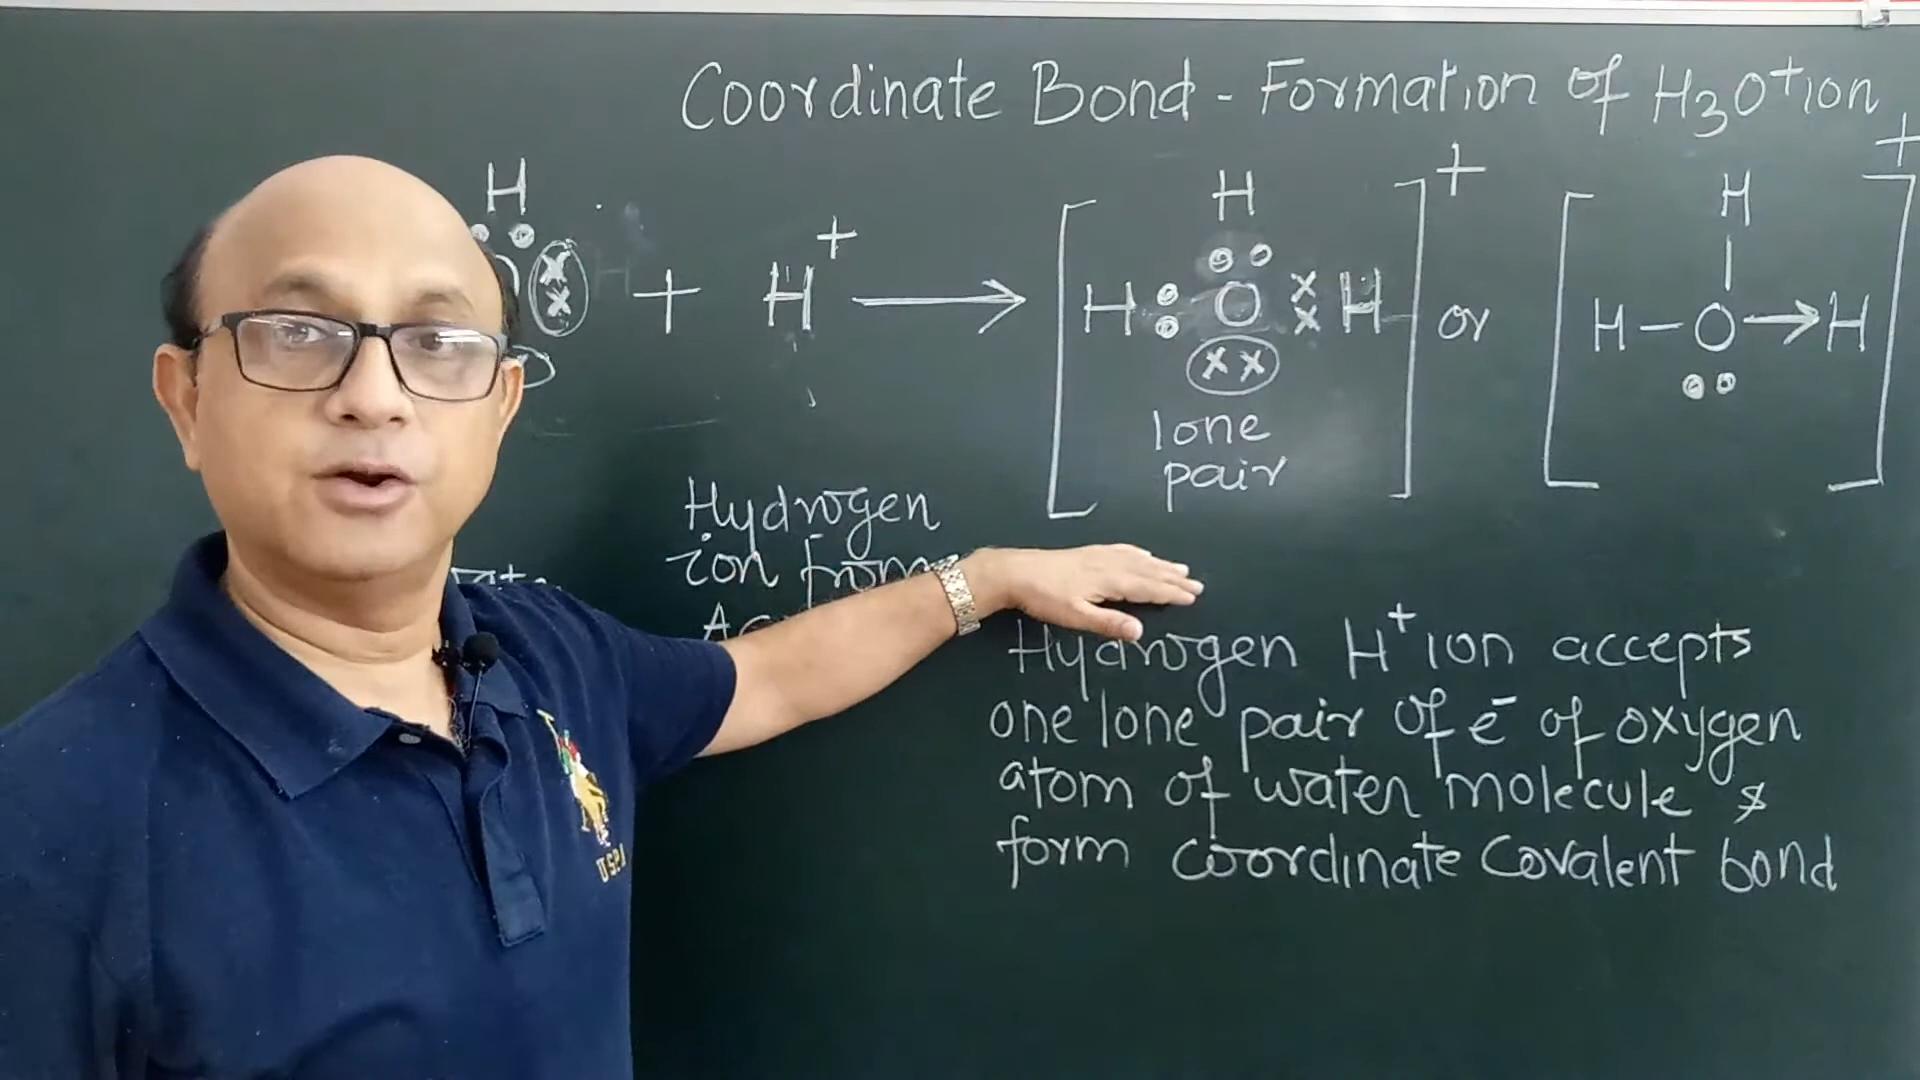 Coordinate Bond - Formation of H3O+ ion
H
+ H+ → [ H : O : H ]+ or [ H — O → H ]+
H
H
lone
pair
Hydrogen
ion from
Hydrogen H+ ion accepts
one lone pair of e- of oxygen
atom of water molecule &
form coordinate covalent bond